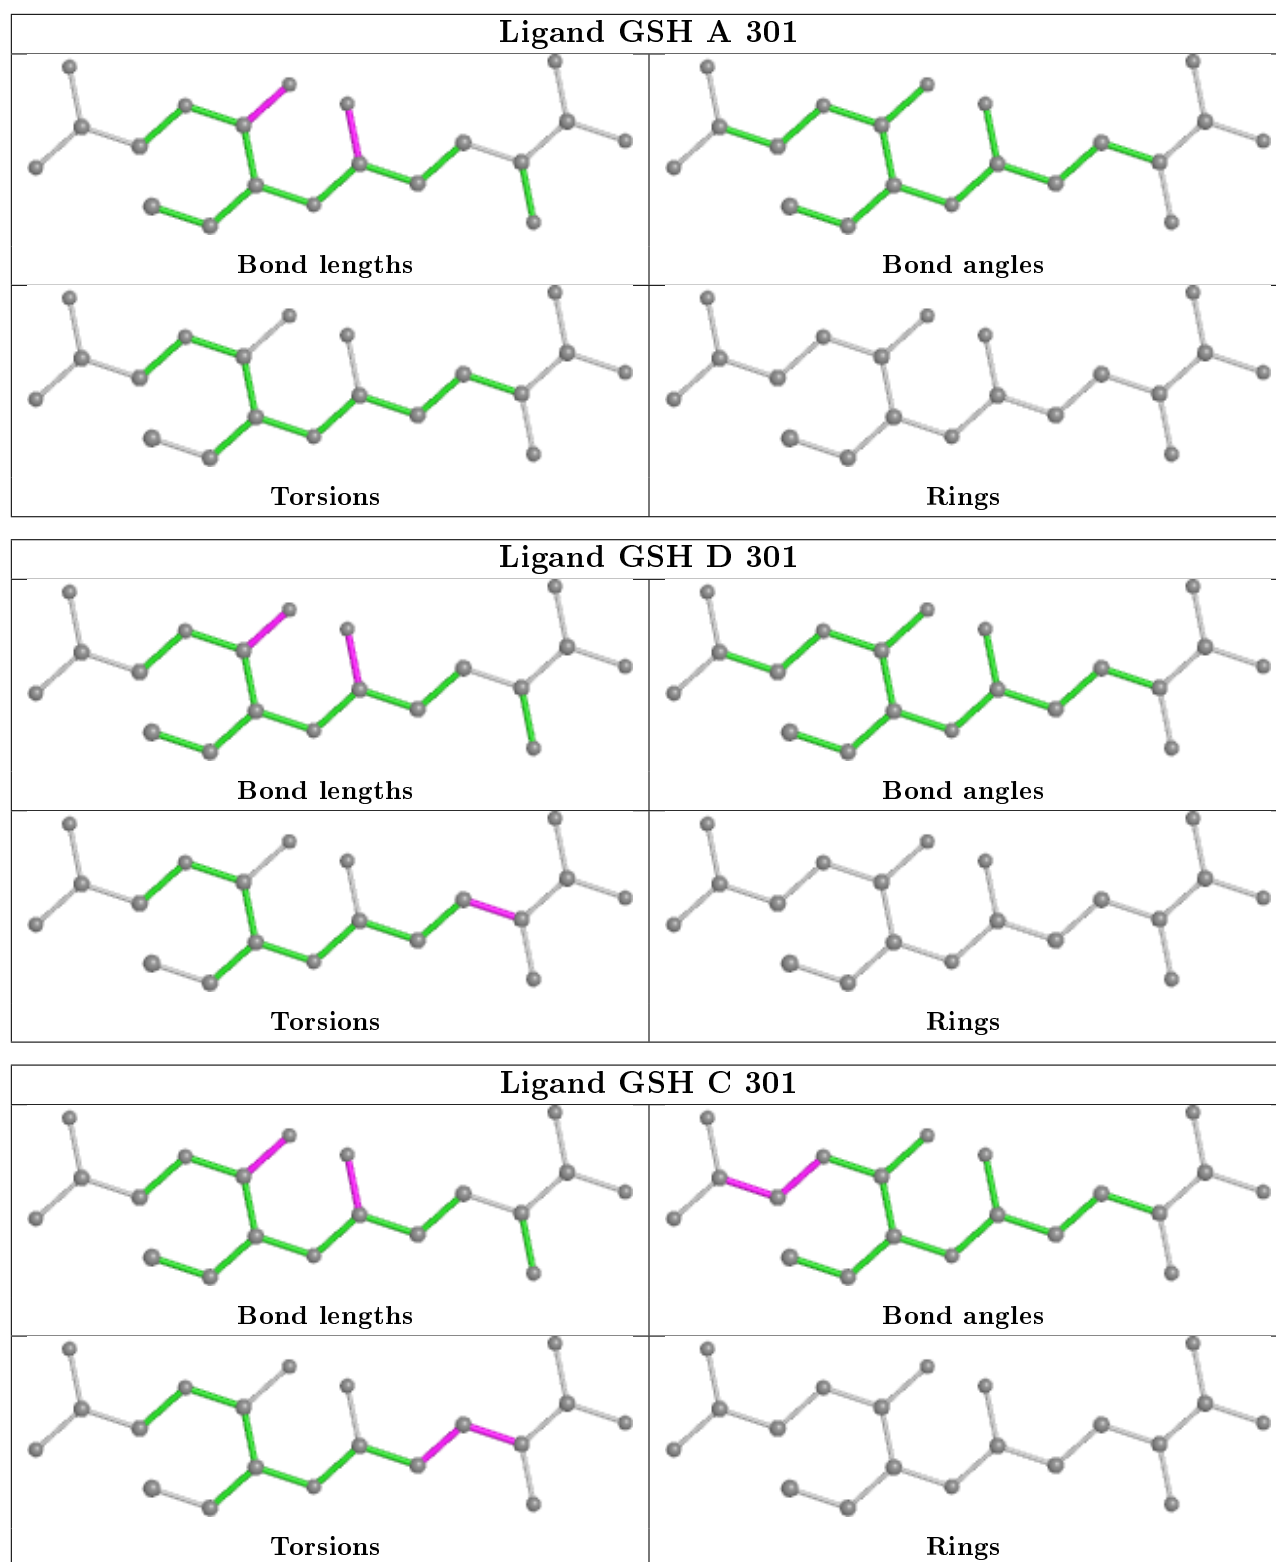 Ligand GSH A 301
Bond lengths
Bond angles
Torsions
Rings
Ligand GSH D 301
Bond lengths
Bond angles
Torsions
Rings
Ligand GSH C 301
Bond lengths
Bond angles
Torsions
Rings